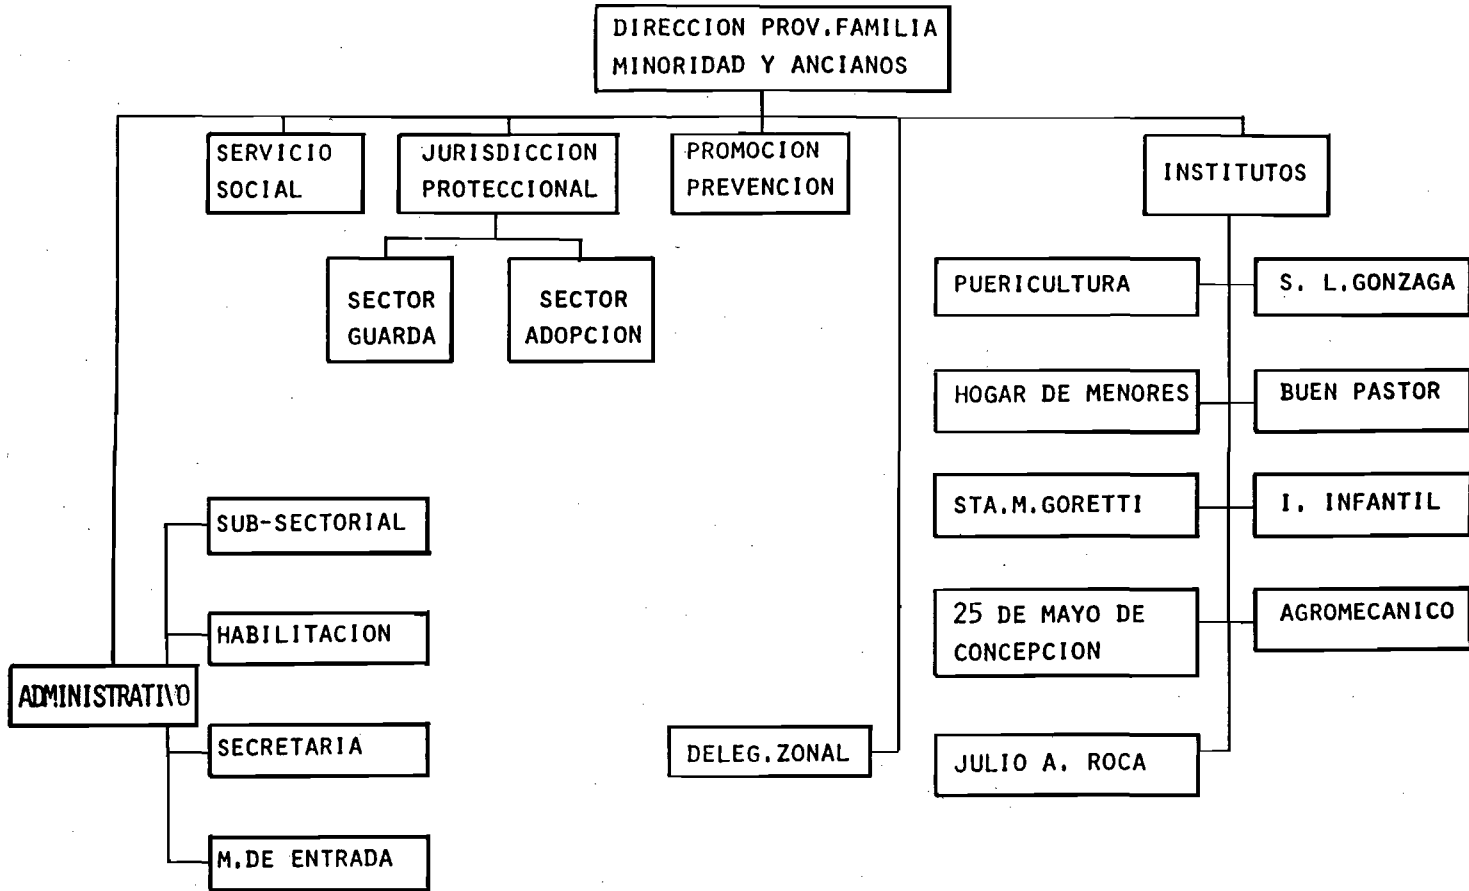 DIRECCION PROV.FAMILIA
MINORIDAD Y ANCIANOS
SERVICIO
SOCIAL
JURISDICCION
PROTECCIONAL
PROMOCION
PREVENCION
INSTITUTOS
SECTOR
GUARDA
SECTOR
ADOPCION
PUERICULTURA
S. L.GONZAGA
HOGAR DE MENORES
BUEN PASTOR
STA.M.GORETTI
I. INFANTIL
25 DE MAYO DE
CONCEPCION
AGROMECANICO
JULIO A. ROCA
DELEG.ZONAL
ADMINISTRATIVO
SUB-SECTORIAL
HABILITACION
SECRETARIA
M.DE ENTRADA